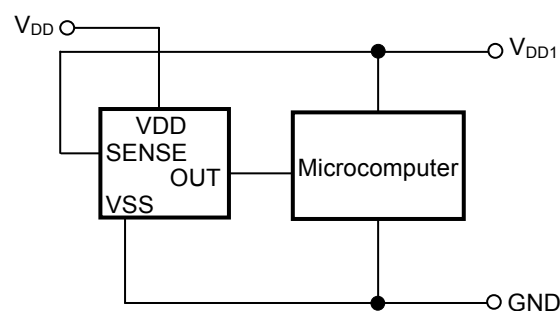 VDD
VDD1
VDD
SENSE
OUT
VSS
Microcomputer
GND